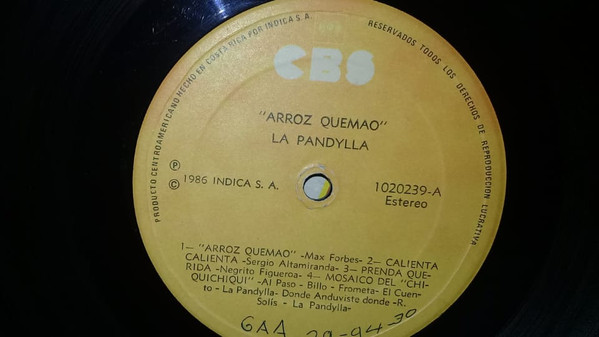 PRODUCTO CENTROAMERICANO HECHO EN COSTA RICA POR INDICA S.A.
RESERVADOS TODOS LOS DERECHOS DE REPRODUCCION LUCRATIVA
CBS
"ARROZ QUEMAO"
LA PANDYLLA
Ⓟ
© 1986 INDICA S. A.
1020239-A
Estereo
1— "ARROZ QUEMAO" -Max Forbes- 2— CALIENTA
CALIENTA -Sergio Altamiranda- 3— PRENDA QUE-
RIDA -Negrito Figueroa- 4— MOSAICO DEL "CHI-
QUICHIQUI" -Al Paso - Billo - Frometa- El Cuen-
to - La Pandylla- Donde Anduviste donde -R.
Solís - La Pandylla-
GAA 29-94-30